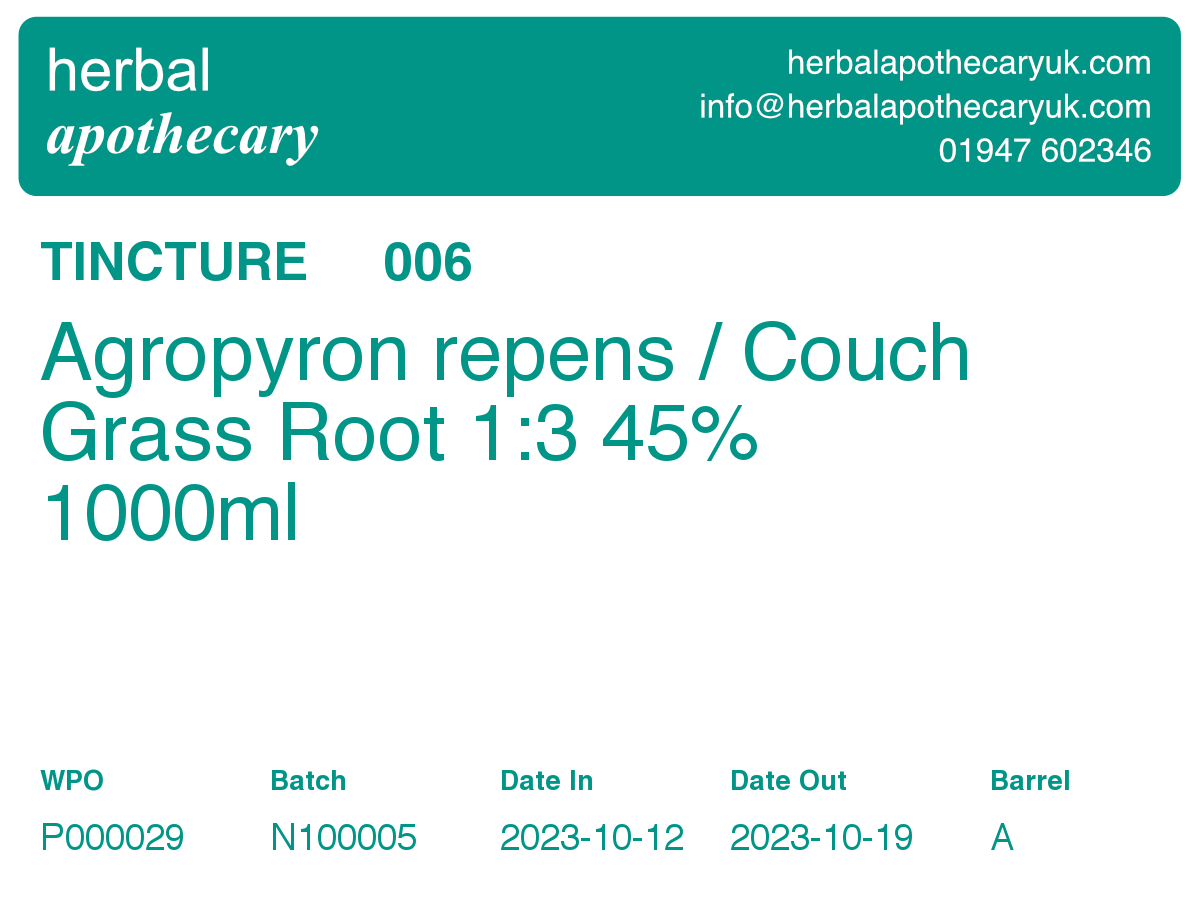 herbal
apothecary
herbalapothecaryuk.com
info@herbalapothecaryuk.com
01947 602346
TINCTURE 006
Agropyron repens / Couch
Grass Root 1:3 45%
1000ml
WPO Batch Date In Date Out Barrel
P000029 N100005 2023-10-12 2023-10-19 A